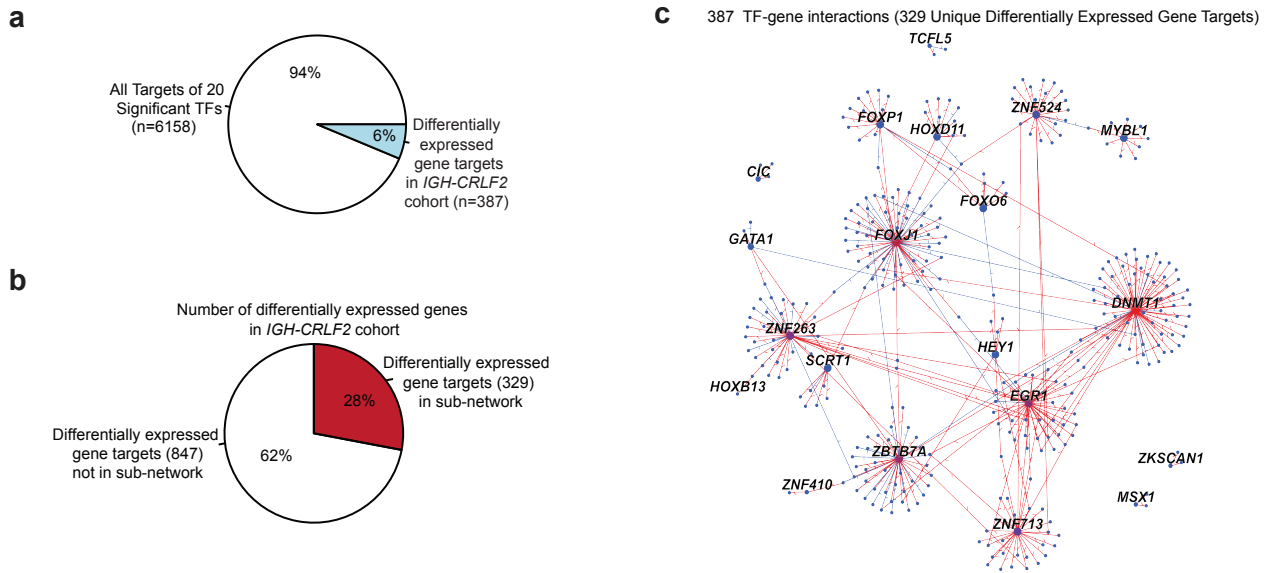 a
94%
6%
All Targets of 20
Significant TFs
(n=6158)
Differentially
expressed
gene targets
in IGH-CRLF2
cohort (n=387)
b
Number of differentially expressed genes
in IGH-CRLF2 cohort
28%
62%
Differentially expressed
gene targets (329)
in sub-network
Differentially expressed
gene targets (847)
not in sub-network
c
387 TF-gene interactions (329 Unique Differentially Expressed Gene Targets)
TCFL5
FOXP1
HOXD11
ZNF524
MYBL1
CIC
FOXO6
GATA1
FOXJ1
DNMT1
ZNF263
HEY1
SCRT1
HOXB13
EGR1
ZBTB7A
ZKSCAN1
ZNF410
MSX1
ZNF713